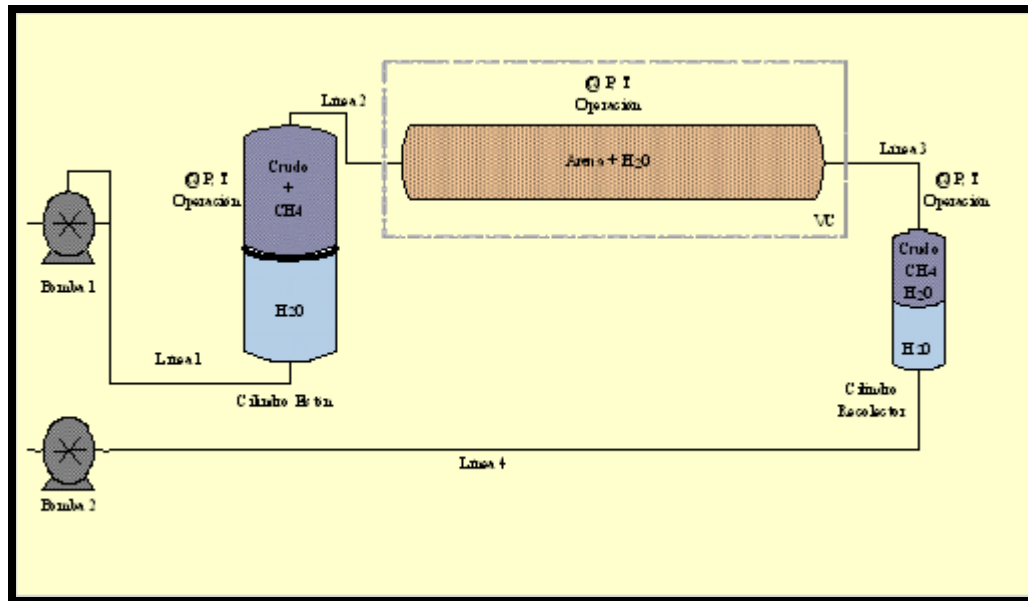 Línea 2
@ P, T
Operación
Crudo
+
CH4
H2O
@ P, T
Operación
Arena + H2O
VC
Línea 3
@ P, T
Operación
Crudo
CH4
H2O
H2O
Bomba 1
Línea 1
Cilindro Pistón
Cilindro
Recolector
Línea 4
Bomba 2